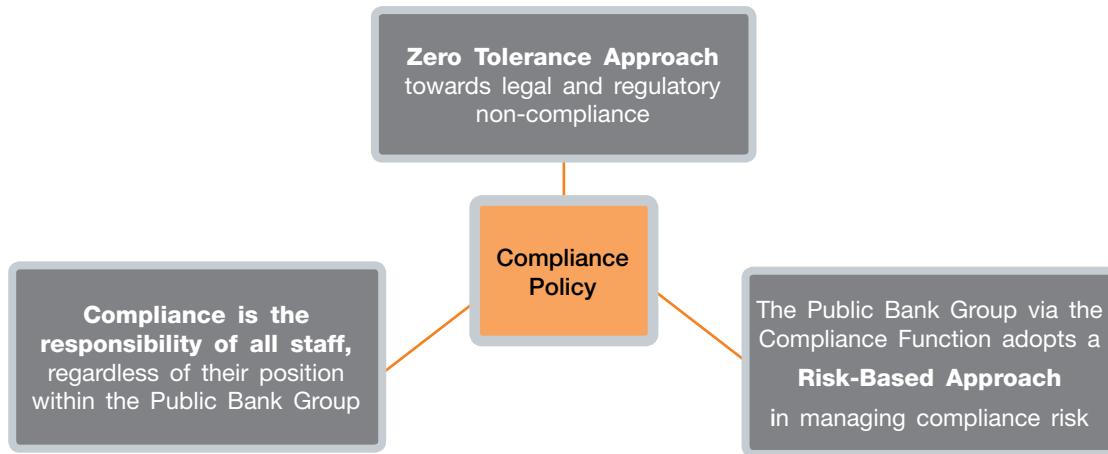 Zero Tolerance Approach
towards legal and regulatory
non-compliance
Compliance
Policy
Compliance is the
responsibility of all staff,
regardless of their position
within the Public Bank Group
The Public Bank Group via the
Compliance Function adopts a
Risk-Based Approach
in managing compliance risk